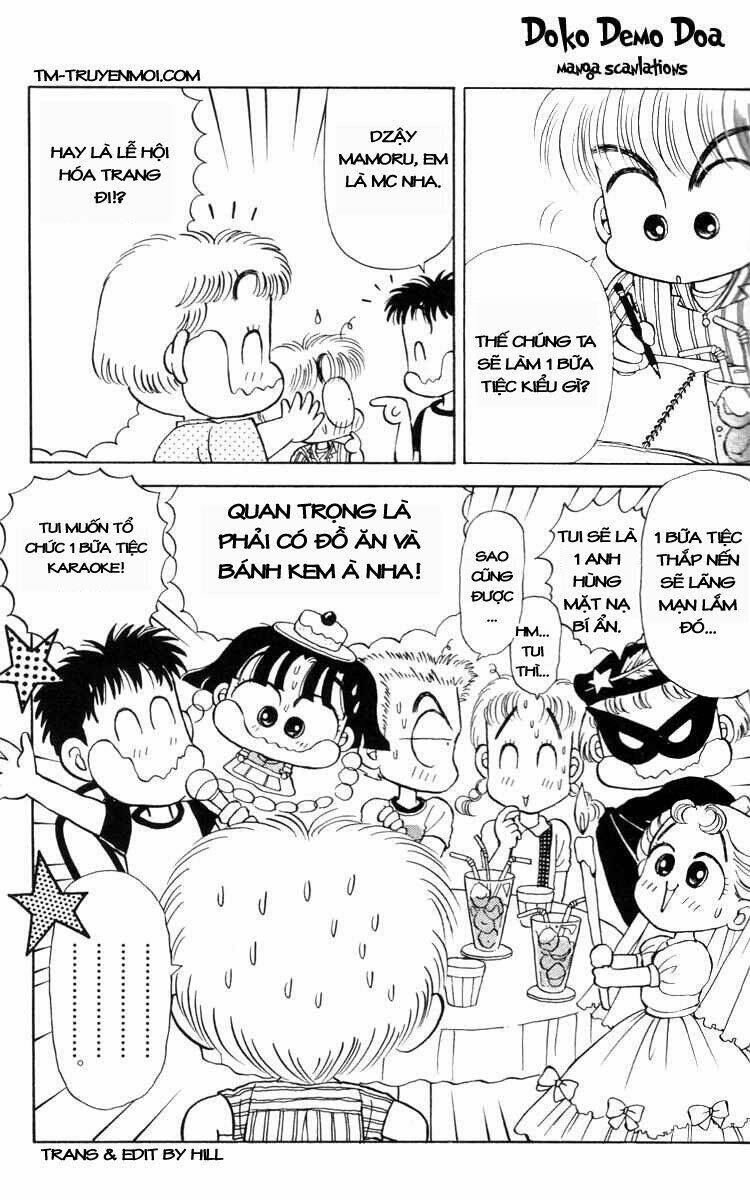 Doko Demo Doa
manga scanlations
TM-TRUYENMOI.COM
THẾ CHÚNG TA
SẼ LÀM 1 BỮA
TIỆC KIỂU GÌ?
DZẬY
MAMORU, EM
LÀ MC NHA.
HAY LÀ LỄ HỘI
HÓA TRANG
ĐI!?
1 BỮA TIỆC
THẮP NẾN
SẼ LÃNG
MẠN LẮM
ĐÓ...
TUI SẼ LÀ
1 ANH
HÙNG
MẶT NẠ
BÍ ẨN.
SAO
CŨNG
ĐƯỢC
...
HM...
TUI
THÌ...
QUAN TRỌNG LÀ
PHẢI CÓ ĐỒ ĂN VÀ
BÁNH KEM À NHA!
TUI MUỐN TỔ
CHỨC 1 BỮA TIỆC
KARAOKE!
TRANG & EDIT BY HILL